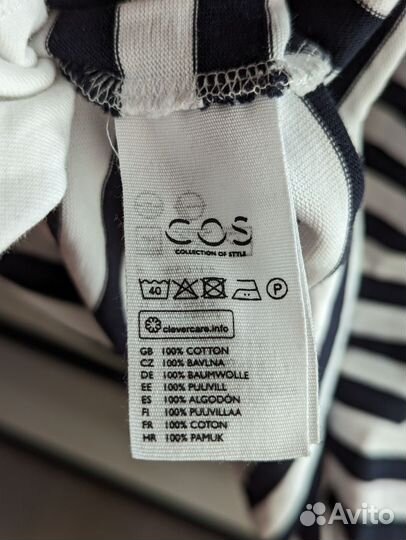 COS
COLLECTION OF STYLE
40 P
clevercare.info
GB 100% COTTON
CZ 100% BAVLNA
DE 100% BAUMWOLLE
EE 100% PUUVILL
ES 100% ALGODÓN
FI 100% PUUVILLAA
FR 100% COTON
HR 100% PAMUK
Avito